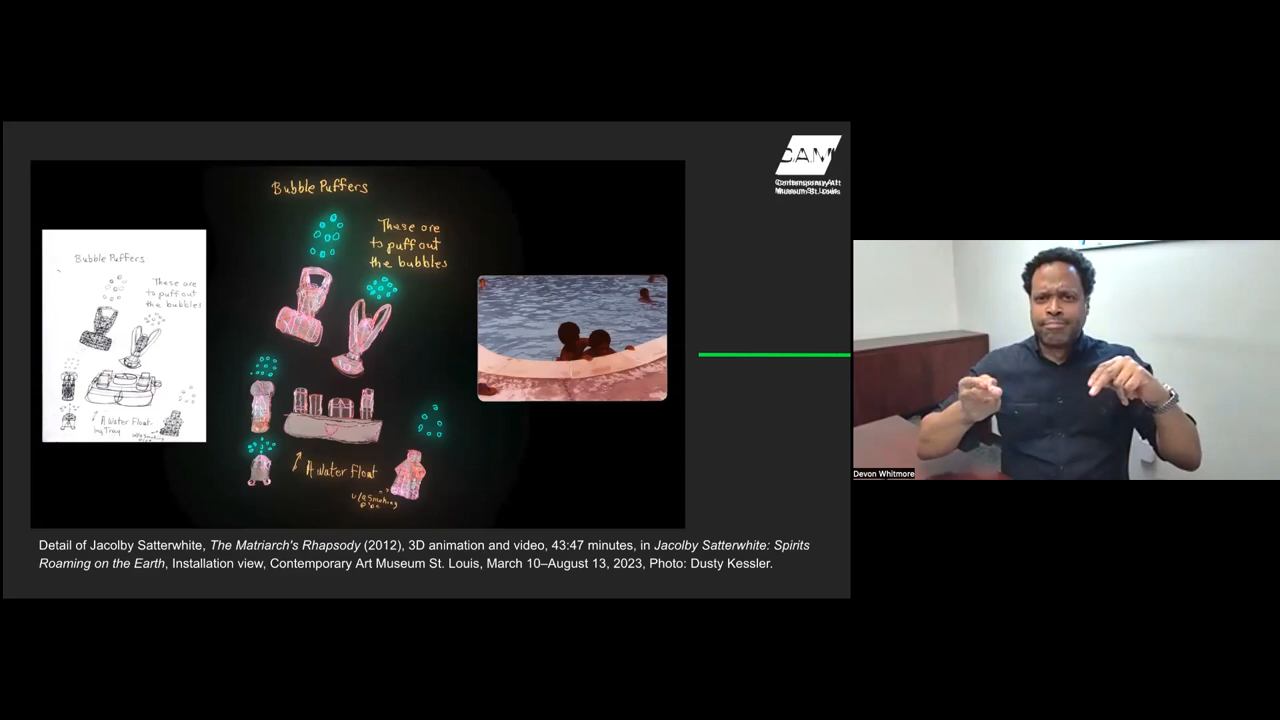 CAM
Contemporary Art
Museum St. Louis
Bubble Puffers
These are
to puff out
the bubbles
A Water Float
Bubble Puffers
These are
to puff out
the bubbles
A Water Float
ing Tray
Devon Whitmore
Detail of Jacolby Satterwhite, The Matriarch's Rhapsody (2012), 3D animation and video, 43:47 minutes, in Jacolby Satterwhite: Spirits
Roaming on the Earth, Installation view, Contemporary Art Museum St. Louis, March 10–August 13, 2023, Photo: Dusty Kessler.